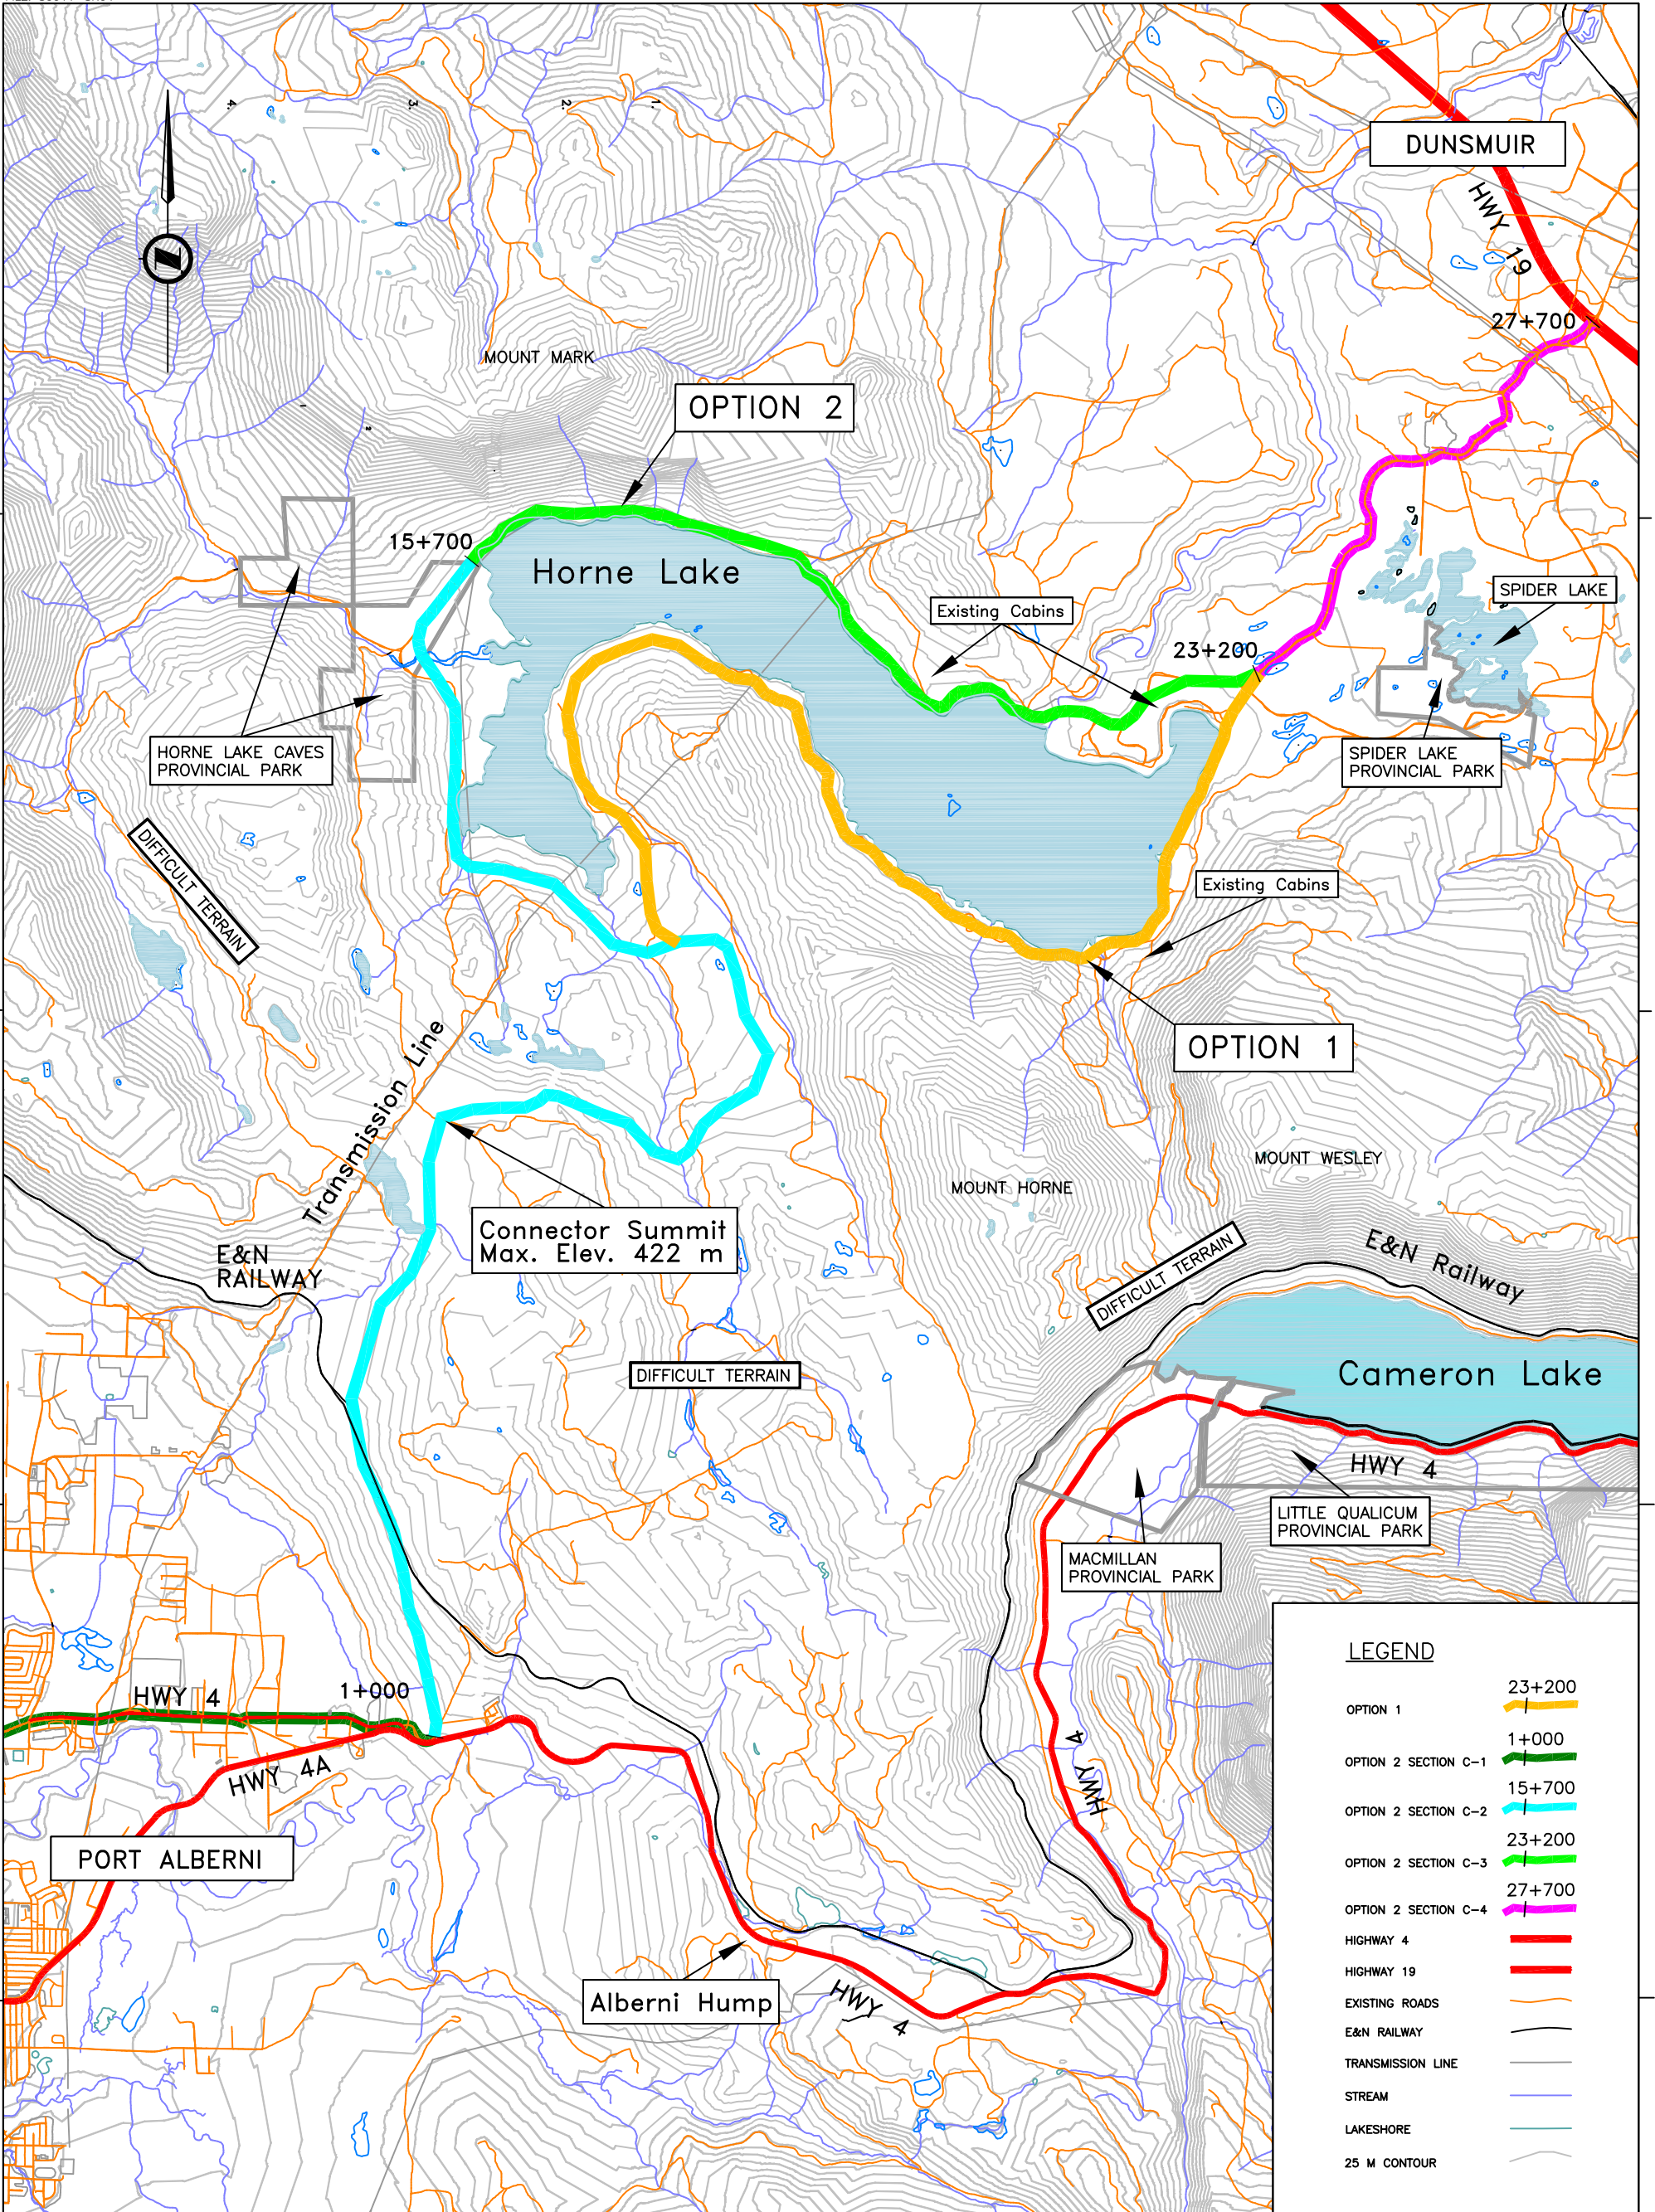 4.
3.
2.
1.
DUNSMUIR
HWY 19
27+700
MOUNT MARK
OPTION 2
15+700
Horne Lake
Existing Cabins
SPIDER LAKE
23+200
HORNE LAKE CAVES
PROVINCIAL PARK
SPIDER LAKE
PROVINCIAL PARK
DIFFICULT TERRAIN
Existing Cabins
OPTION 1
Transmission Line
MOUNT WESLEY
MOUNT HORNE
Connector Summit
Max. Elev. 422 m
E&N
RAILWAY
DIFFICULT TERRAIN
E&N Railway
DIFFICULT TERRAIN
Cameron Lake
HWY 4
LITTLE QUALICUM
PROVINCIAL PARK
MACMILLAN
PROVINCIAL PARK
HWY 4
1+000
HWY 4A
HWY 4
PORT ALBERNI
Alberni Hump
HWY 4
LEGEND
OPTION 1 23+200
OPTION 2 SECTION C-1 1+000
OPTION 2 SECTION C-2 15+700
OPTION 2 SECTION C-3 23+200
OPTION 2 SECTION C-4 27+700
HIGHWAY 4
HIGHWAY 19
EXISTING ROADS
E&N RAILWAY
TRANSMISSION LINE
STREAM
LAKESHORE
25 M CONTOUR